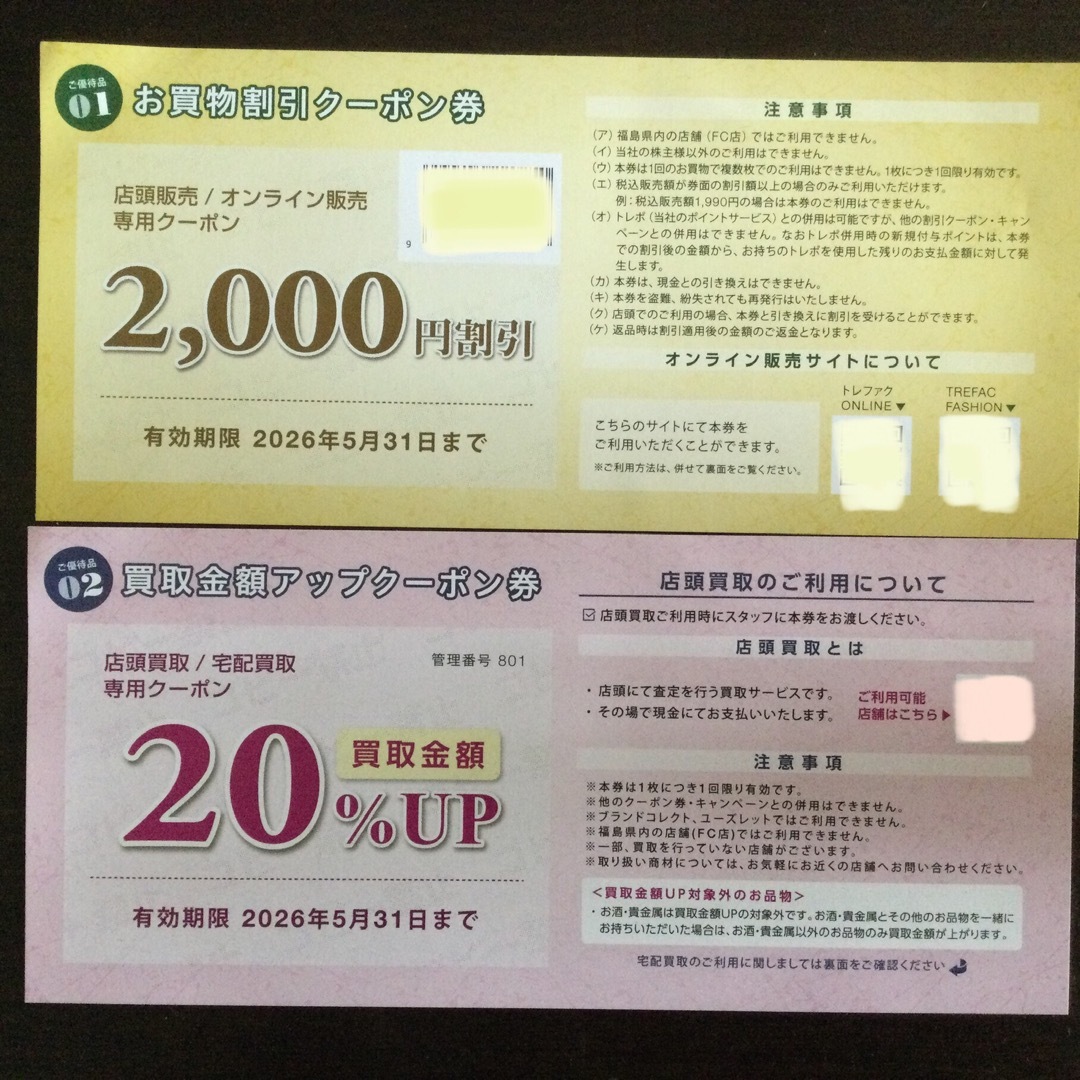 ご優待品
01
お買物割引クーポン券
店頭販売 / オンライン販売
専用クーポン
9
2,000円割引
有効期限 2026年5月31日まで
注意事項
(ア) 福島県内の店舗(FC店)ではご利用できません。
(イ) 当社の株主様以外のご利用はできません。
(ウ) 本券は1回のお買物で複数枚でのご利用はできません。1枚につき1回限り有効です。
(エ) 税込販売額が券面の割引額以上の場合のみご利用いただけます。
例:税込販売額1,990円の場合は本券のご利用はできません。
(オ) トレポ(当社のポイントサービス)との併用は可能ですが、他の割引クーポン・キャン
ペーンとの併用はできません。なおトレポ併用時の新規付与ポイントは、本券
での割引後の金額から、お持ちのトレポを使用した残りのお支払金額に対して発
生します。
(カ) 本券は、現金との引き換えはできません。
(キ) 本券を盗難、紛失されても再発行はいたしません。
(ク) 店頭でのご利用の場合、本券と引き換えに割引を受けることができます。
(ケ) 返品時は割引適用後の金額のご返金となります。
オンライン販売サイトについて
こちらのサイトにて本券を
ご利用いただくことができます。
※ご利用方法は、併せて裏面をご覧ください。
トレファク
ONLINE▼
TREFAC
FASHION▼
ご優待品
02
買取金額アップクーポン券
店頭買取 / 宅配買取
専用クーポン
管理番号 801
20%UP
買取金額
有効期限 2026年5月31日まで
店頭買取のご利用について
☑店頭買取ご利用時にスタッフに本券をお渡しください。
店頭買取とは
・店頭にて査定を行う買取サービスです。
・その場で現金にてお支払いいたします。
ご利用可能
店舗はこちら▶
注意事項
※本券は1枚につき1回限り有効です。
※他のクーポン券・キャンペーンとの併用はできません。
※ブランドコレクト、ユーズレットではご利用できません。
※福島県内の店舗(FC店)ではご利用できません。
※一部、買取を行っていない店舗がございます。
※取り扱い商材については、お気軽にお近くの店舗へお問い合わせください。
<買取金額UP対象外のお品物>
・お酒・貴金属は買取金額UPの対象外です。お酒・貴金属とその他のお品物を一緒に
お持ちいただいた場合は、お酒・貴金属以外のお品物のみ買取金額が上がります。
宅配買取のご利用に関しましては裏面をご確認ください